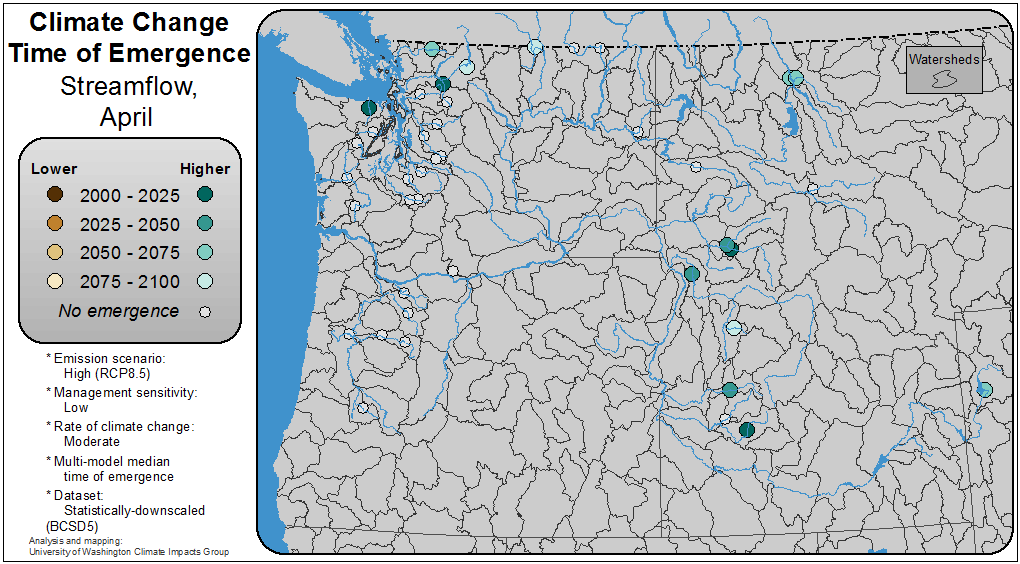 Climate Change
Time of Emergence
Streamflow,
April
Lower Higher
2000 - 2025
2025 - 2050
2050 - 2075
2075 - 2100
No emergence
* Emission scenario:
High (RCP8.5)
* Management sensitivity:
Low
* Rate of climate change:
Moderate
* Multi-model median
time of emergence
* Dataset:
Statistically-downscaled
(BCSD5)
Analysis and mapping:
University of Washington Climate Impacts Group
Watersheds